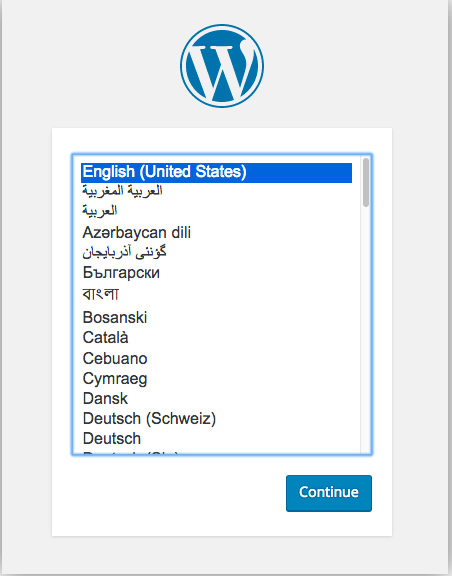 English (United States)
العربية المغربية
العربية
Azərbaycan dili
گؤنئی آذربایجان
Български
বাংলা
Bosanski
Català
Cebuano
Cymraeg
Dansk
Deutsch (Schweiz)
Deutsch
Continue